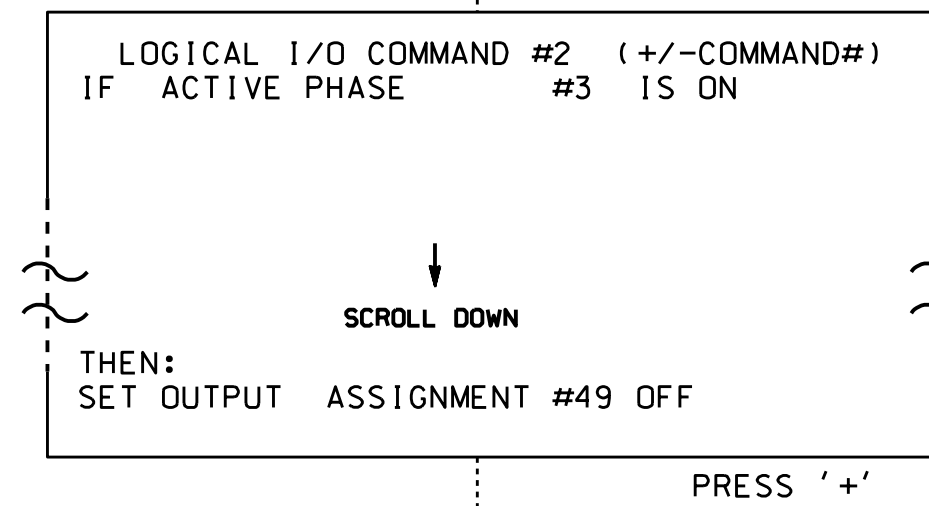 LOGICAL I/O COMMAND #2 (+/-COMMAND#)
IF ACTIVE PHASE #3 IS ON
SCROLL DOWN
THEN:
SET OUTPUT ASSIGNMENT #49 OFF
PRESS '+'